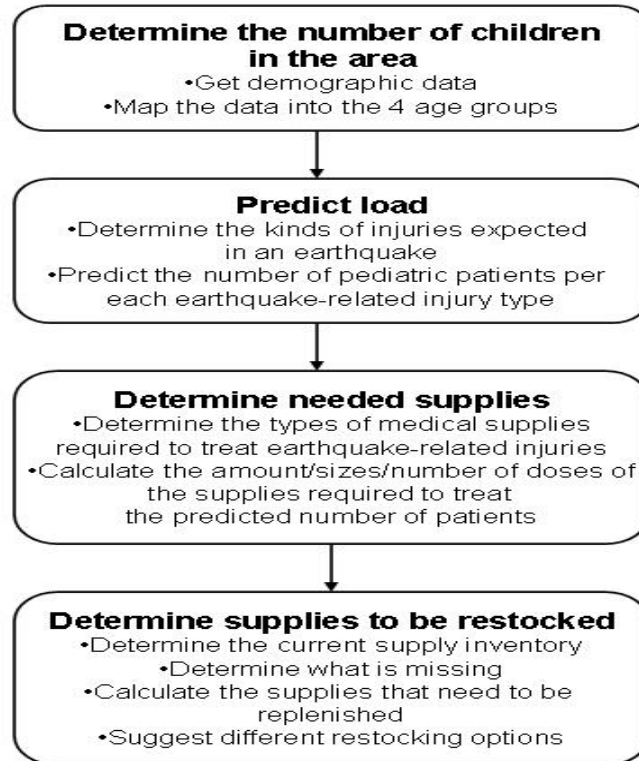 Determine the number of children
in the area
•Get demographic data
•Map the data into the 4 age groups
Predict load
•Determine the kinds of injuries expected
in an earthquake
•Predict the number of pediatric patients per
each earthquake-related injury type
Determine needed supplies
•Determine the types of medical supplies
required to treat earthquake-related injuries
•Calculate the amount/sizes/number of doses of
the supplies required to treat
the predicted number of patients
Determine supplies to be restocked
•Determine the current supply inventory
•Determine what is missing
•Calculate the supplies that need to be
replenished
•Suggest different restocking options